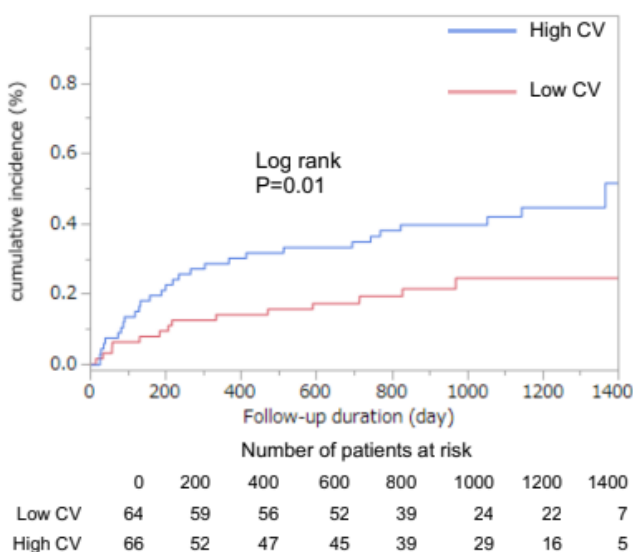 High CV
Low CV
Log rank
P=0.01
cumulative incidence (%)
0.8
0.6
0.4
0.2
0.0
0 200 400 600 800 1000 1200 1400
Follow-up duration (day)
Number of patients at risk
0 200 400 600 800 1000 1200 1400
Low CV 64 59 56 52 39 24 22 7
High CV 66 52 47 45 39 29 16 5